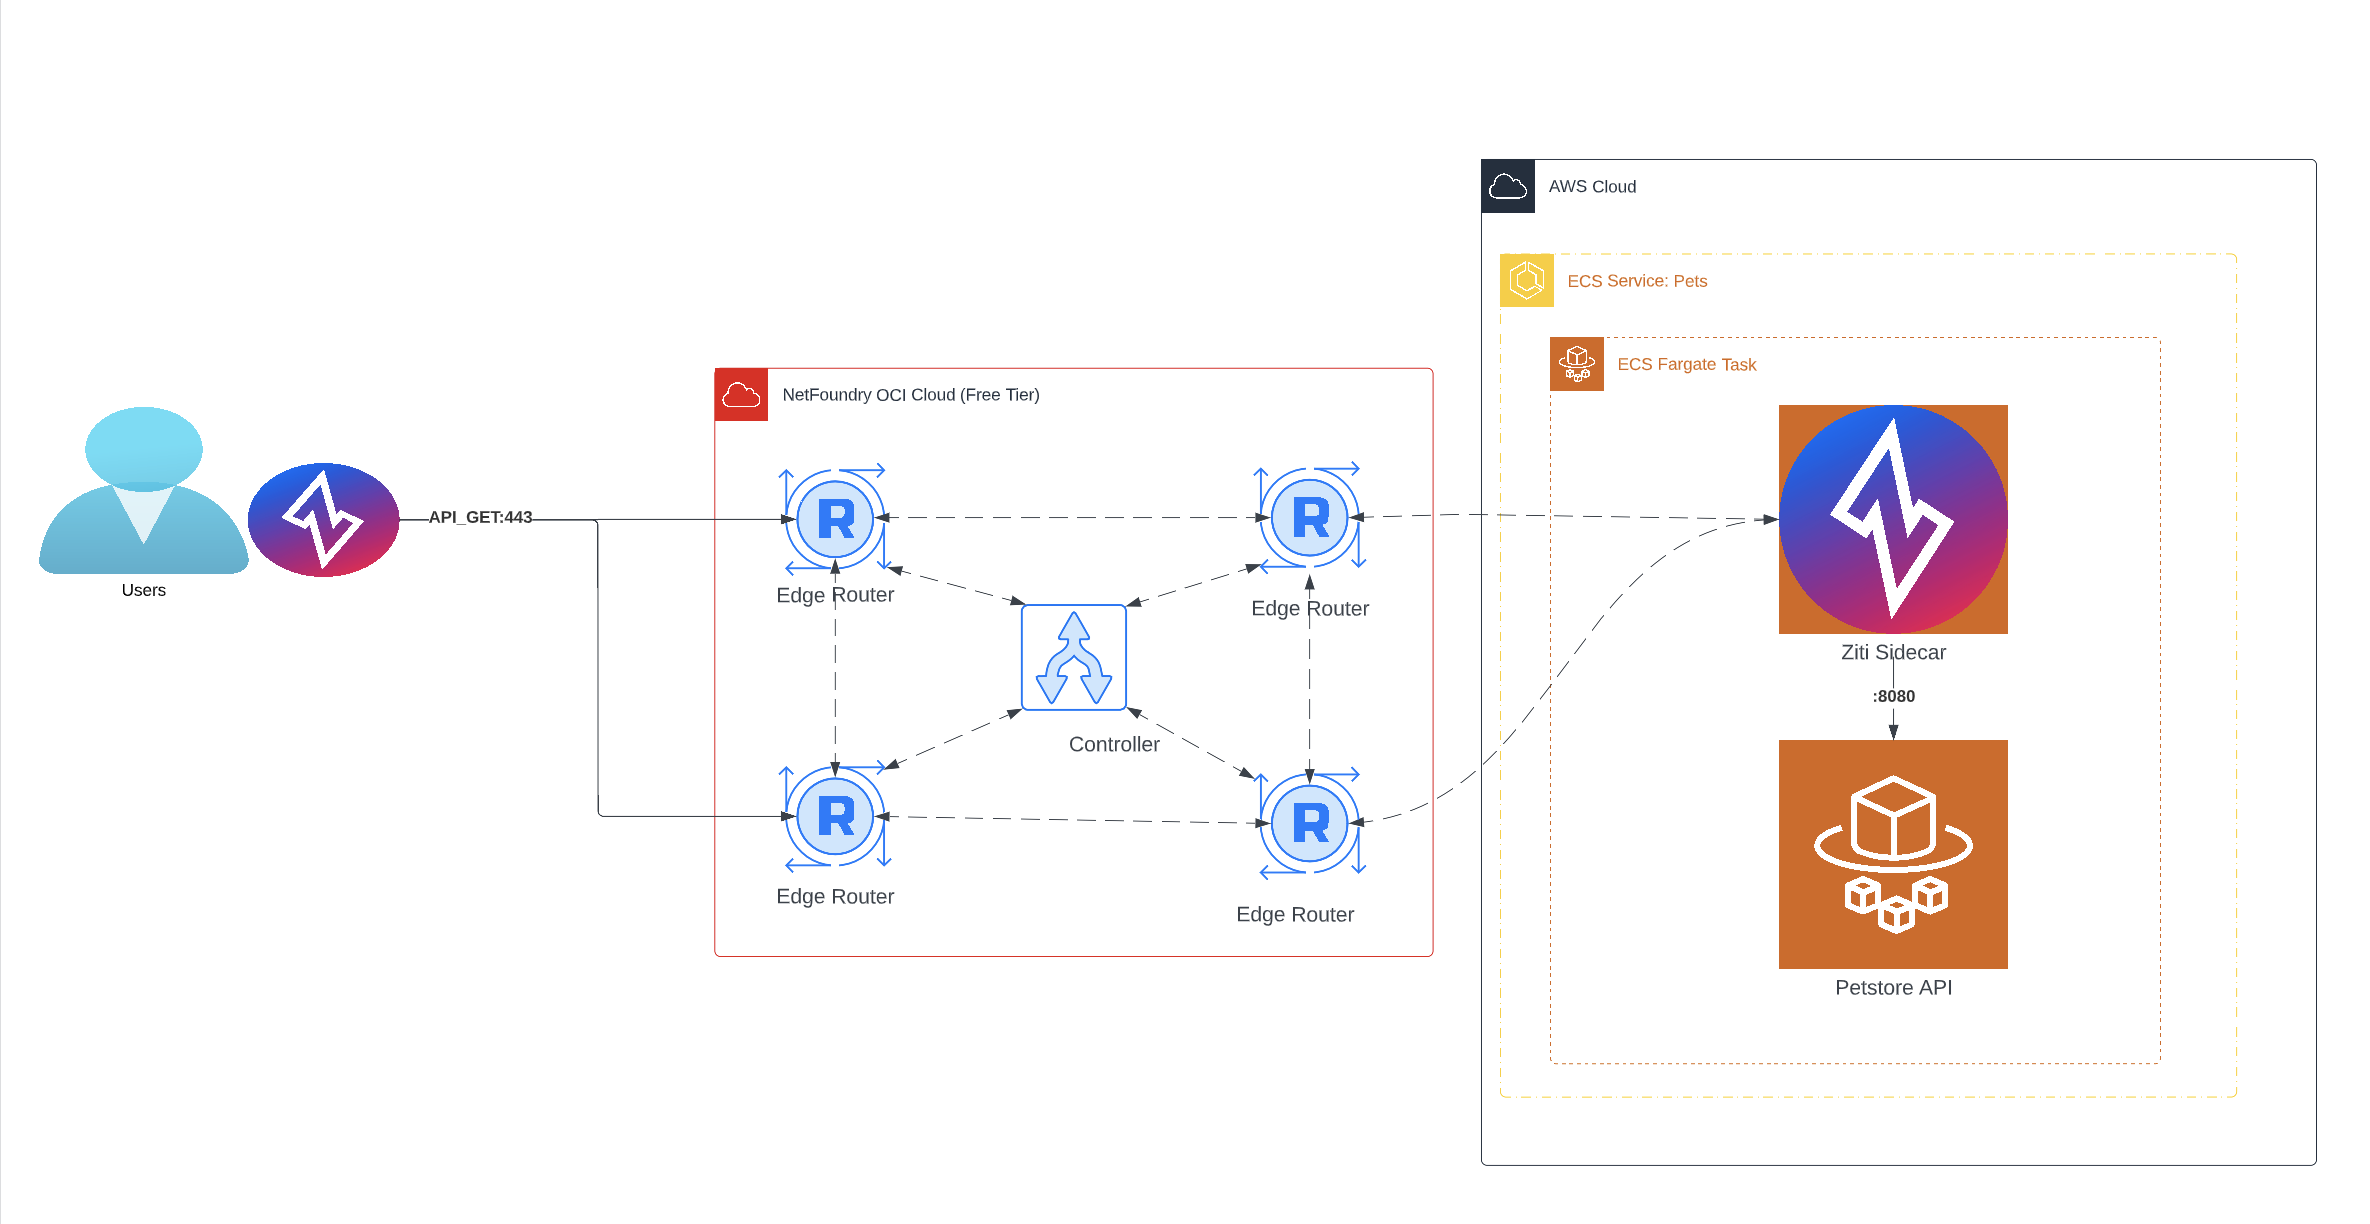 AWS Cloud
ECS Service: Pets
ECS Fargate Task
NetFoundry OCI Cloud (Free Tier)
API_GET:443
Users
R
R
Edge Router
Edge Router
Ziti Sidecar
:8080
Controller
R
R
Edge Router
Edge Router
Petstore API